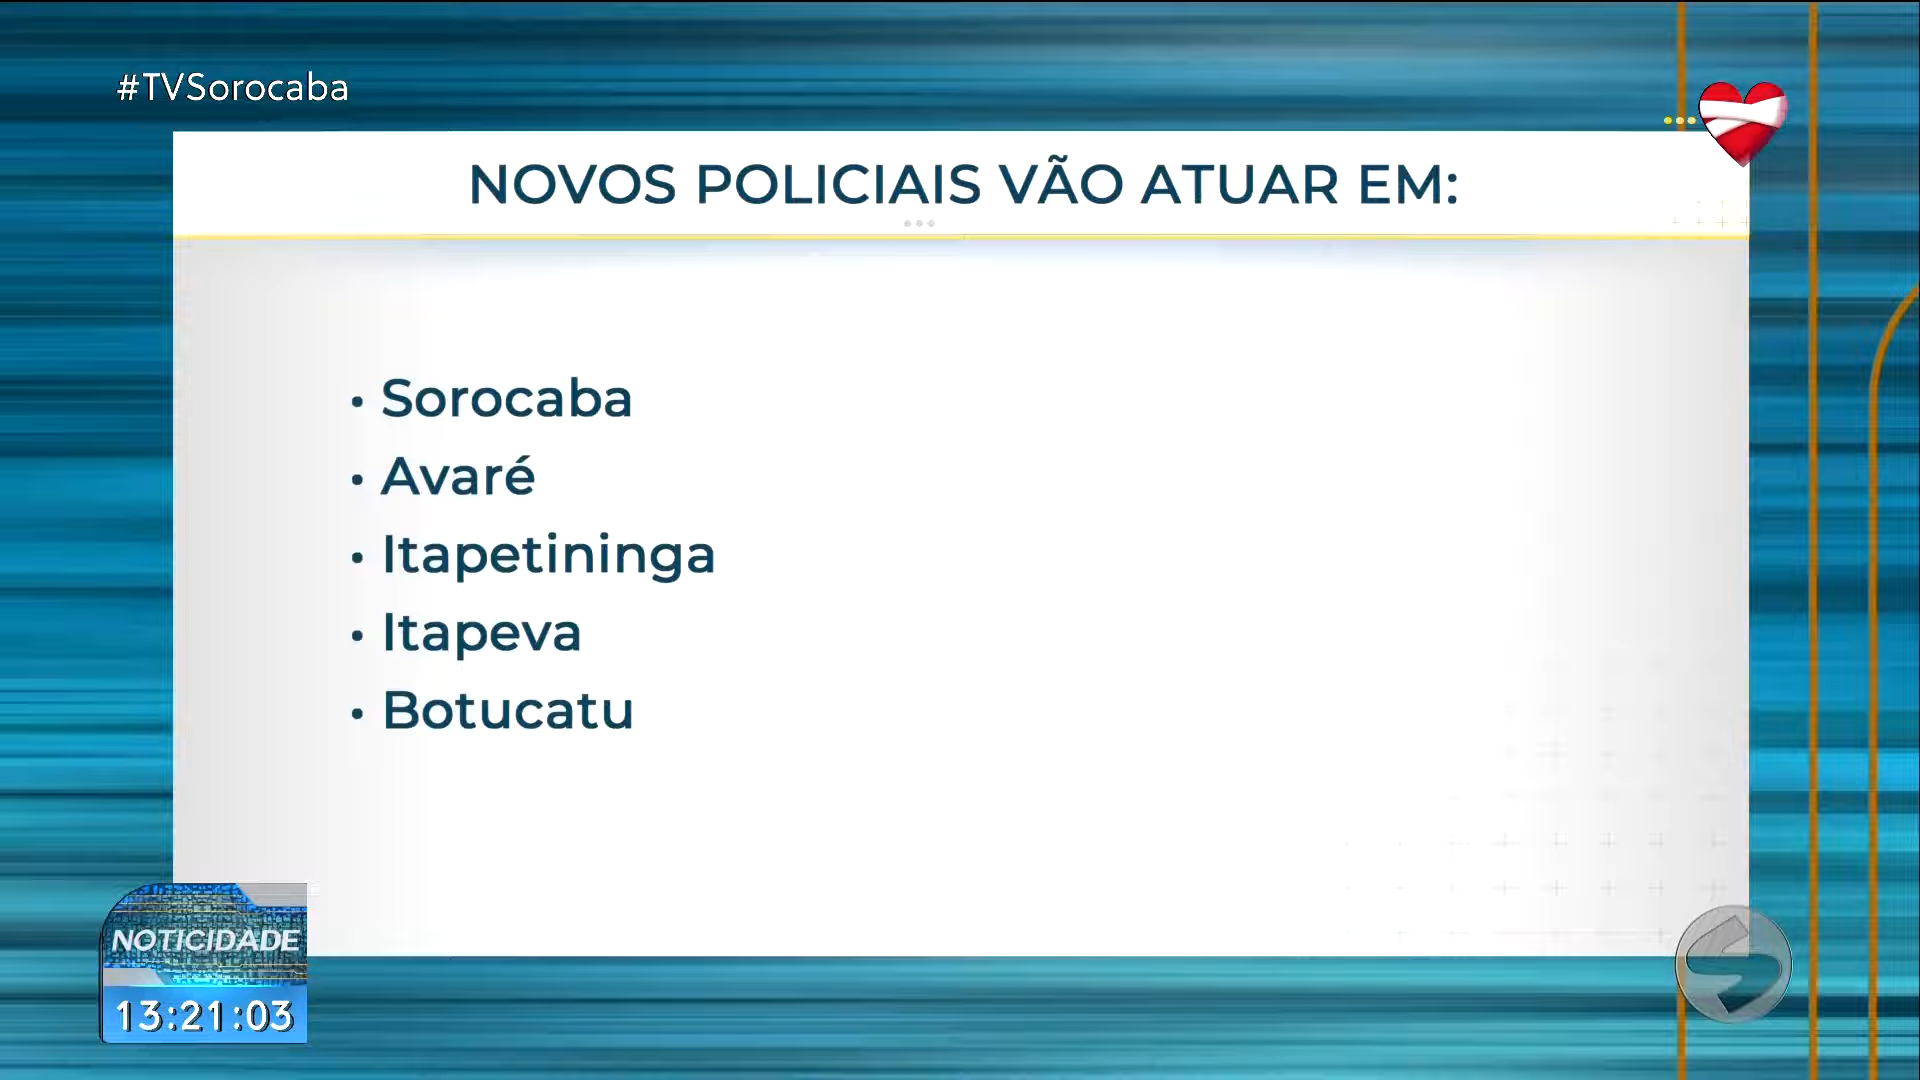 #TVSorocaba
NOVOS POLICIAIS VÃO ATUAR EM:
• Sorocaba
• Avaré
• Itapetininga
• Itapeva
• Botucatu
NOTICIDADE
13:21:03